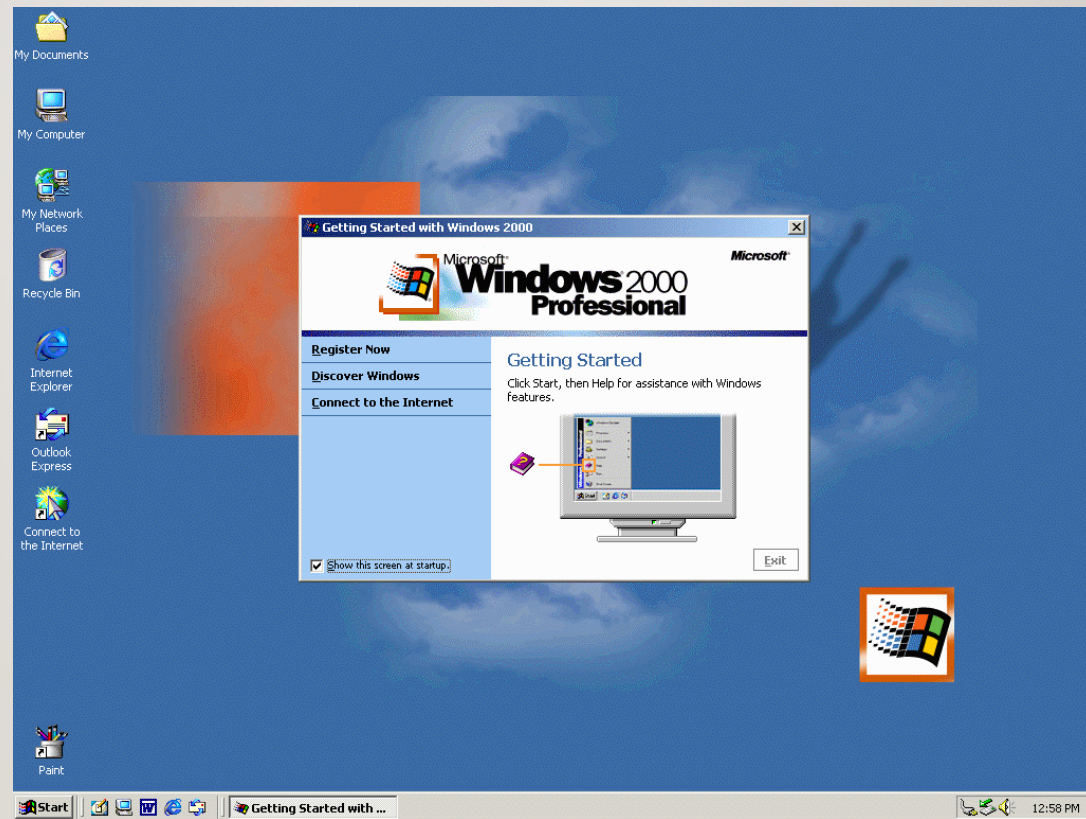 My Documents
My Computer
My Network
Places
Recycle Bin
Internet
Explorer
Outlook
Express
Connect to
the Internet
Paint
Getting Started with Windows 2000
Microsoft
Windows 2000
Professional
Microsoft
Register Now
Discover Windows
Connect to the Internet
Show this screen at startup.
Getting Started
Click Start, then Help for assistance with Windows
features.
Start
Exit
Start
Getting Started with ...
12:58 PM